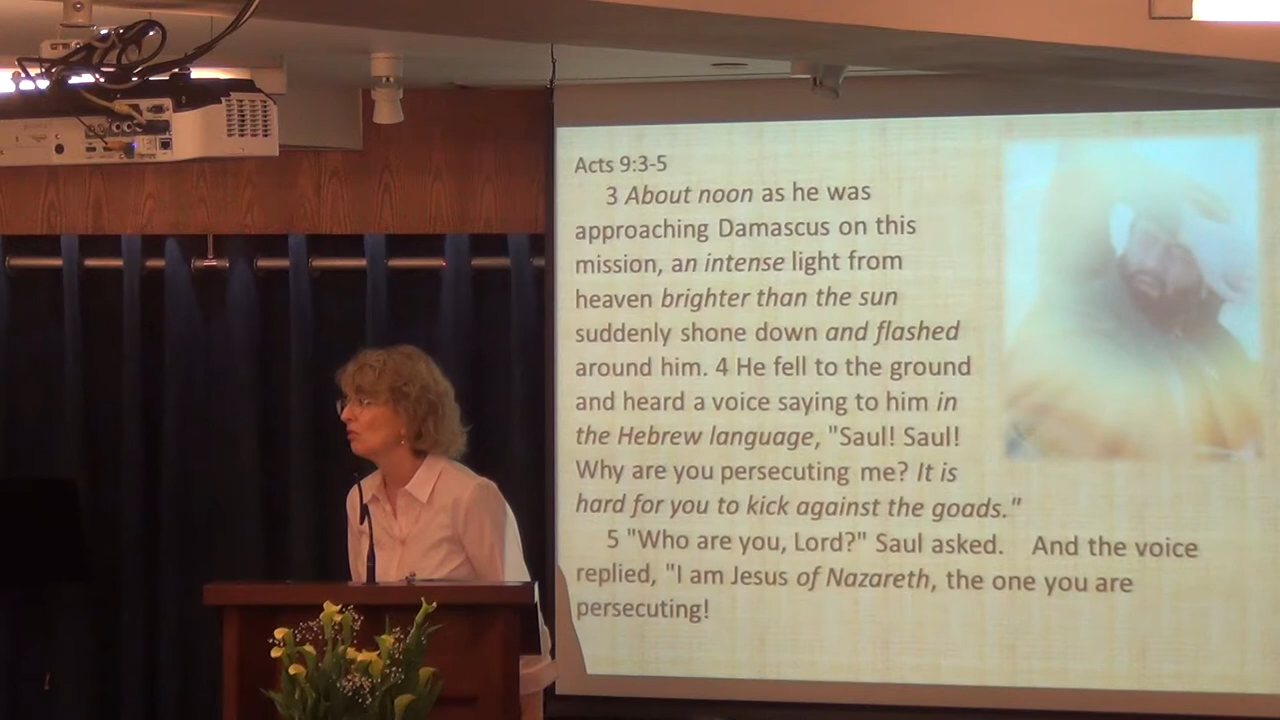 Acts 9:3-5
3 About noon as he was
approaching Damascus on this
mission, an intense light from
heaven brighter than the sun
suddenly shone down and flashed
around him. 4 He fell to the ground
and heard a voice saying to him in
the Hebrew language, "Saul! Saul!
Why are you persecuting me? It is
hard for you to kick against the goads."
5 "Who are you, Lord?" Saul asked. And the voice
replied, "I am Jesus of Nazareth, the one you are
persecuting!